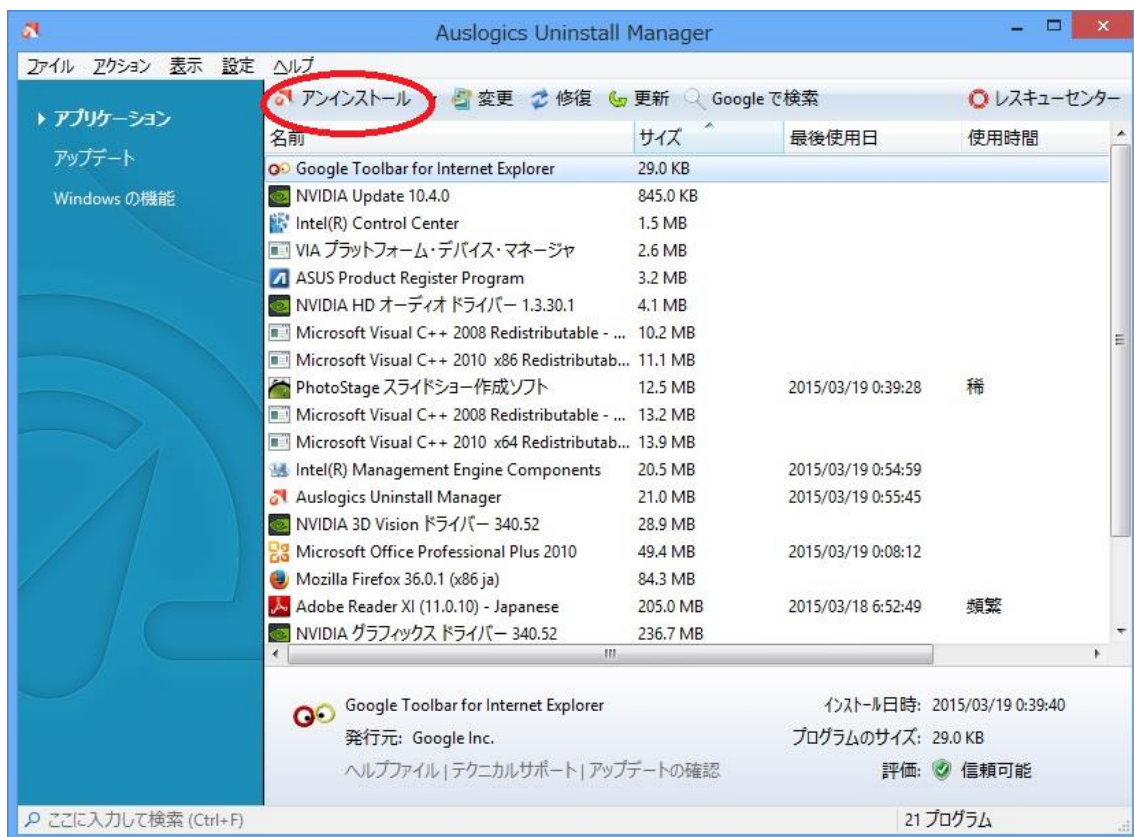 Auslogics Uninstall Manager
ファイル アクション 表示 設定 ヘルプ
アンインストール 変更 修復 更新 Google で検索 レスキューセンター
アプリケーション
アップデート
Windows の機能
名前 サイズ 最後使用日 使用時間
Google Toolbar for Internet Explorer 29.0 KB
NVIDIA Update 10.4.0 845.0 KB
Intel(R) Control Center 1.5 MB
VIA プラットフォーム・デバイス・マネージャ 2.6 MB
ASUS Product Register Program 3.2 MB
NVIDIA HD オーディオ ドライバー 1.3.30.1 4.1 MB
Microsoft Visual C++ 2008 Redistributable - ... 10.2 MB
Microsoft Visual C++ 2010 x86 Redistributab... 11.1 MB
PhotoStage スライドショー作成ソフト 12.5 MB 2015/03/19 0:39:28 稀
Microsoft Visual C++ 2008 Redistributable - ... 13.2 MB
Microsoft Visual C++ 2010 x64 Redistributab... 13.9 MB
Intel(R) Management Engine Components 20.5 MB 2015/03/19 0:54:59
Auslogics Uninstall Manager 21.0 MB 2015/03/19 0:55:45
NVIDIA 3D Vision ドライバー 340.52 28.9 MB
Microsoft Office Professional Plus 2010 49.4 MB 2015/03/19 0:08:12
Mozilla Firefox 36.0.1 (x86 ja) 84.3 MB
Adobe Reader XI (11.0.10) - Japanese 205.0 MB 2015/03/18 6:52:49 頻繁
NVIDIA グラフィックス ドライバー 340.52 236.7 MB
Google Toolbar for Internet Explorer インストール日時: 2015/03/19 0:39:40
発行元: Google Inc. プログラムのサイズ: 29.0 KB
ヘルプファイル | テクニカルサポート | アップデートの確認 評価: 信頼可能
ここに入力して検索 (Ctrl+F) 21 プログラム